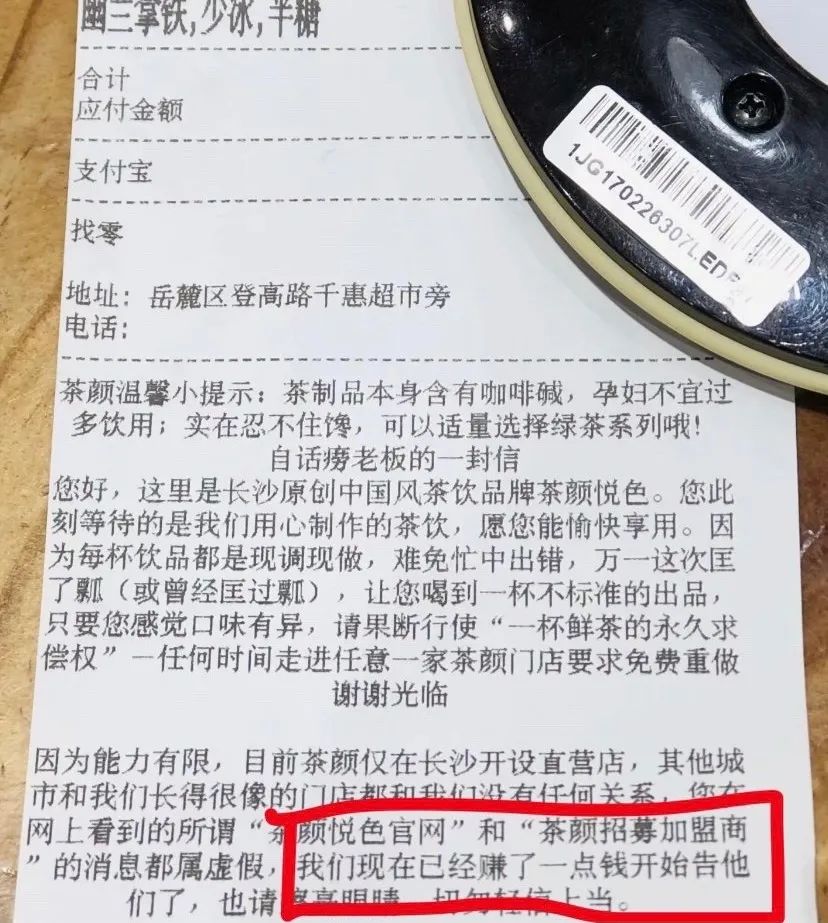 幽兰拿铁,少冰,半糖
合计
应付金额
支付宝
找零
地址: 岳麓区登高路千惠超市旁
电话:
茶颜温馨小提示: 茶制品本身含有咖啡碱, 孕妇不宜过
多饮用; 实在忍不住馋, 可以适量选择绿茶系列哦!
自话痨老板的一封信
您好, 这里是长沙原创中国风茶饮品牌茶颜悦色。您此
刻等待的是我们用心制作的茶饮, 愿您能愉快享用。因
为每杯饮品都是现调现做, 难免忙中出错, 万一这次匡
了瓢（或曾经匡过瓢）, 让您喝到一杯不标准的出品,
只要您感觉口味有异, 请果断行使“一杯鲜茶的永久求
偿权”—任何时间走进任意一家茶颜门店要求免费重做
谢谢光临
因为能力有限, 目前茶颜仅在长沙开设直营店, 其他城
市和我们长得很像的门店都和我们没有任何关系, 您在
网上看到的所谓“茶颜悦色官网”和“茶颜招募加盟商
”的消息都属虚假, 我们现在已经赚了一点钱开始告他
们了, 也请擦亮眼睛, 切勿轻信上当。
1JG170226307LED